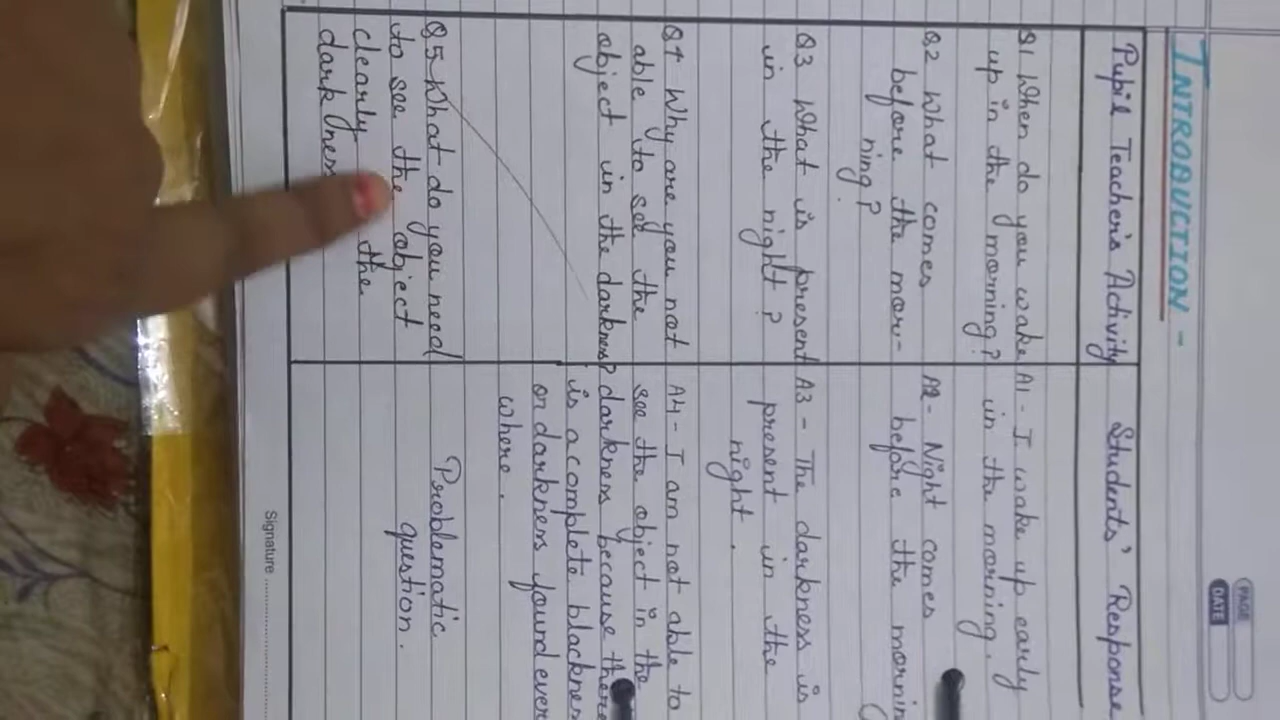 PAGE
DATE
INTRODUCTION -
Pupil Teacher's Activity
Students' Response
Q1 When do you wake
up in the morning?
A1 - I wake up early
in the morning.
Q2 What comes
before the mor-
ning?
A2 - Night comes
before the
Q3 What is present
in the night?
A3 - The darkness is
present in the
night.
Q4 Why are you not
able to see the
object in the darkness?
A4 - I am not able to
see the object in the
darkness because there
is a complete
or darkness found ever
where.
Q5 What do you need
to see the object
clearly the
Problematic
question.
Signature